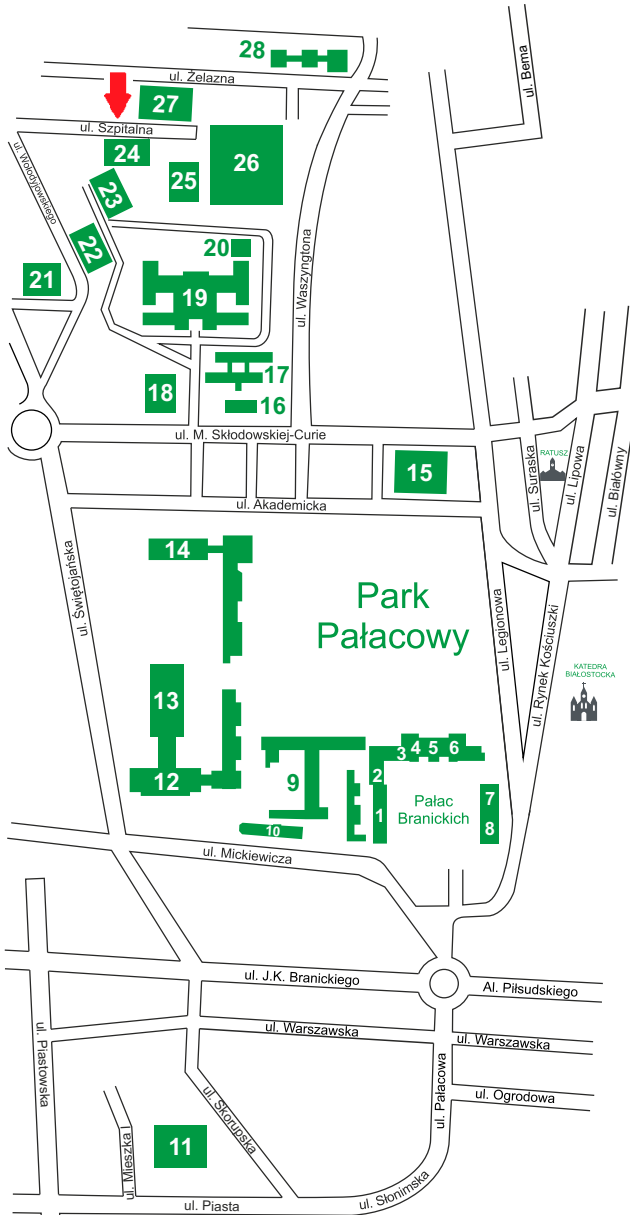 28
ul. Żelazna
ul. Bema
27
ul. Szpitalna
24
26
ul. Wołodyjowskiego
25
23
22
20
21
19
ul. Waszyngtona
17
18
16
ul. M. Skłodowskiej-Curie
15
RATUSZ
ul. Suraska
ul. Lipowa
ul. Białówny
ul. Akademicka
14
ul. Świętojańska
Park
Pałacowy
ul. Legionowa
ul. Rynek Kościuszki
KATEDRA
BIAŁOSTOCKA
13
12
9
10
3
4
5
6
2
1
Pałac
Branickich
7
8
ul. Mickiewicza
ul. J.K. Branickiego
Al. Piłsudskiego
ul. Warszawska
ul. Warszawska
ul. Piastowska
ul. Pałacowa
ul. Ogrodowa
ul. Skorupska
11
ul. Mieszka I
ul. Piasta
ul. Słonimska